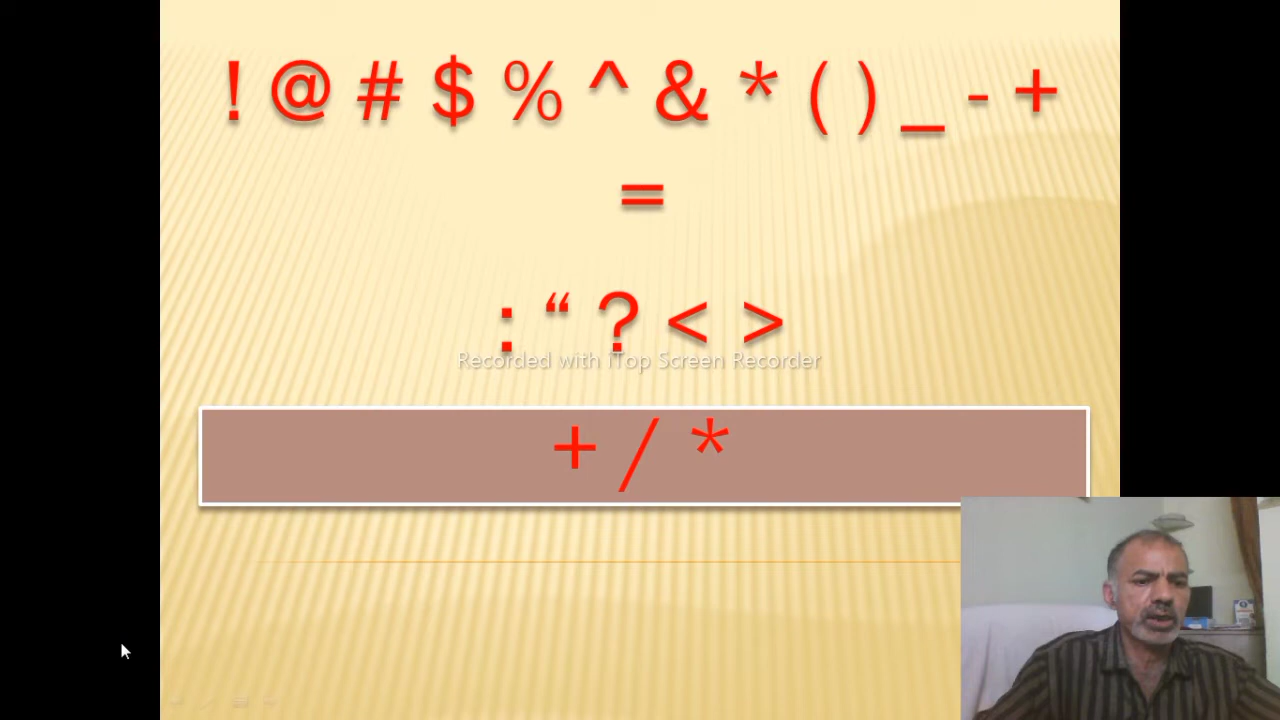 ! @ # $ % ^ & * ( ) _ - +
=
: “ ? < >
Recorded with iTop Screen Recorder
+ / *